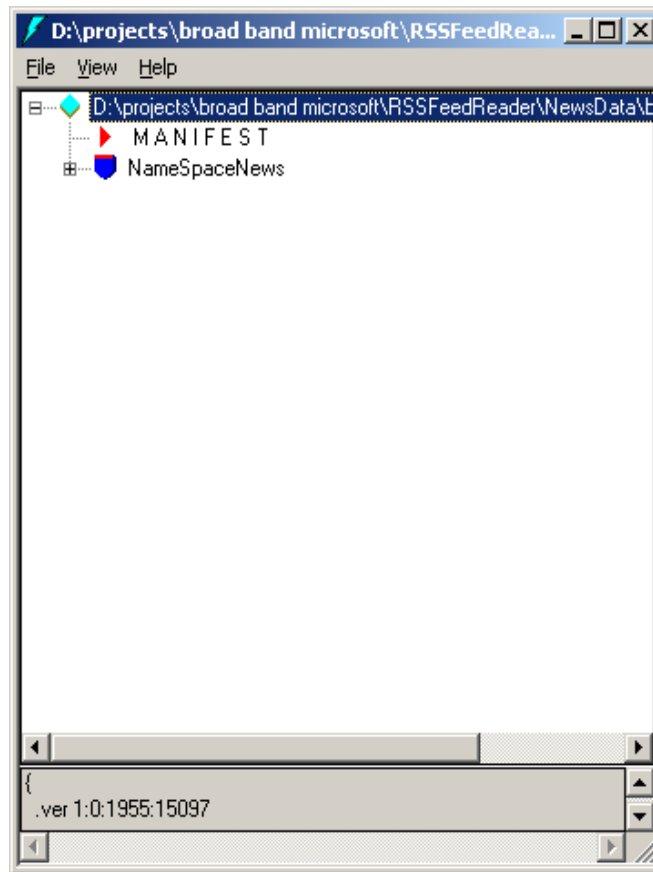 D:\projects\broad band microsoft\RSSFeedRea...
File View Help
D:\projects\broad band microsoft\RSSFeedReader\NewsData\b
M A N I F E S T
NameSpaceNews
{
.ver 1:0:1955:15097